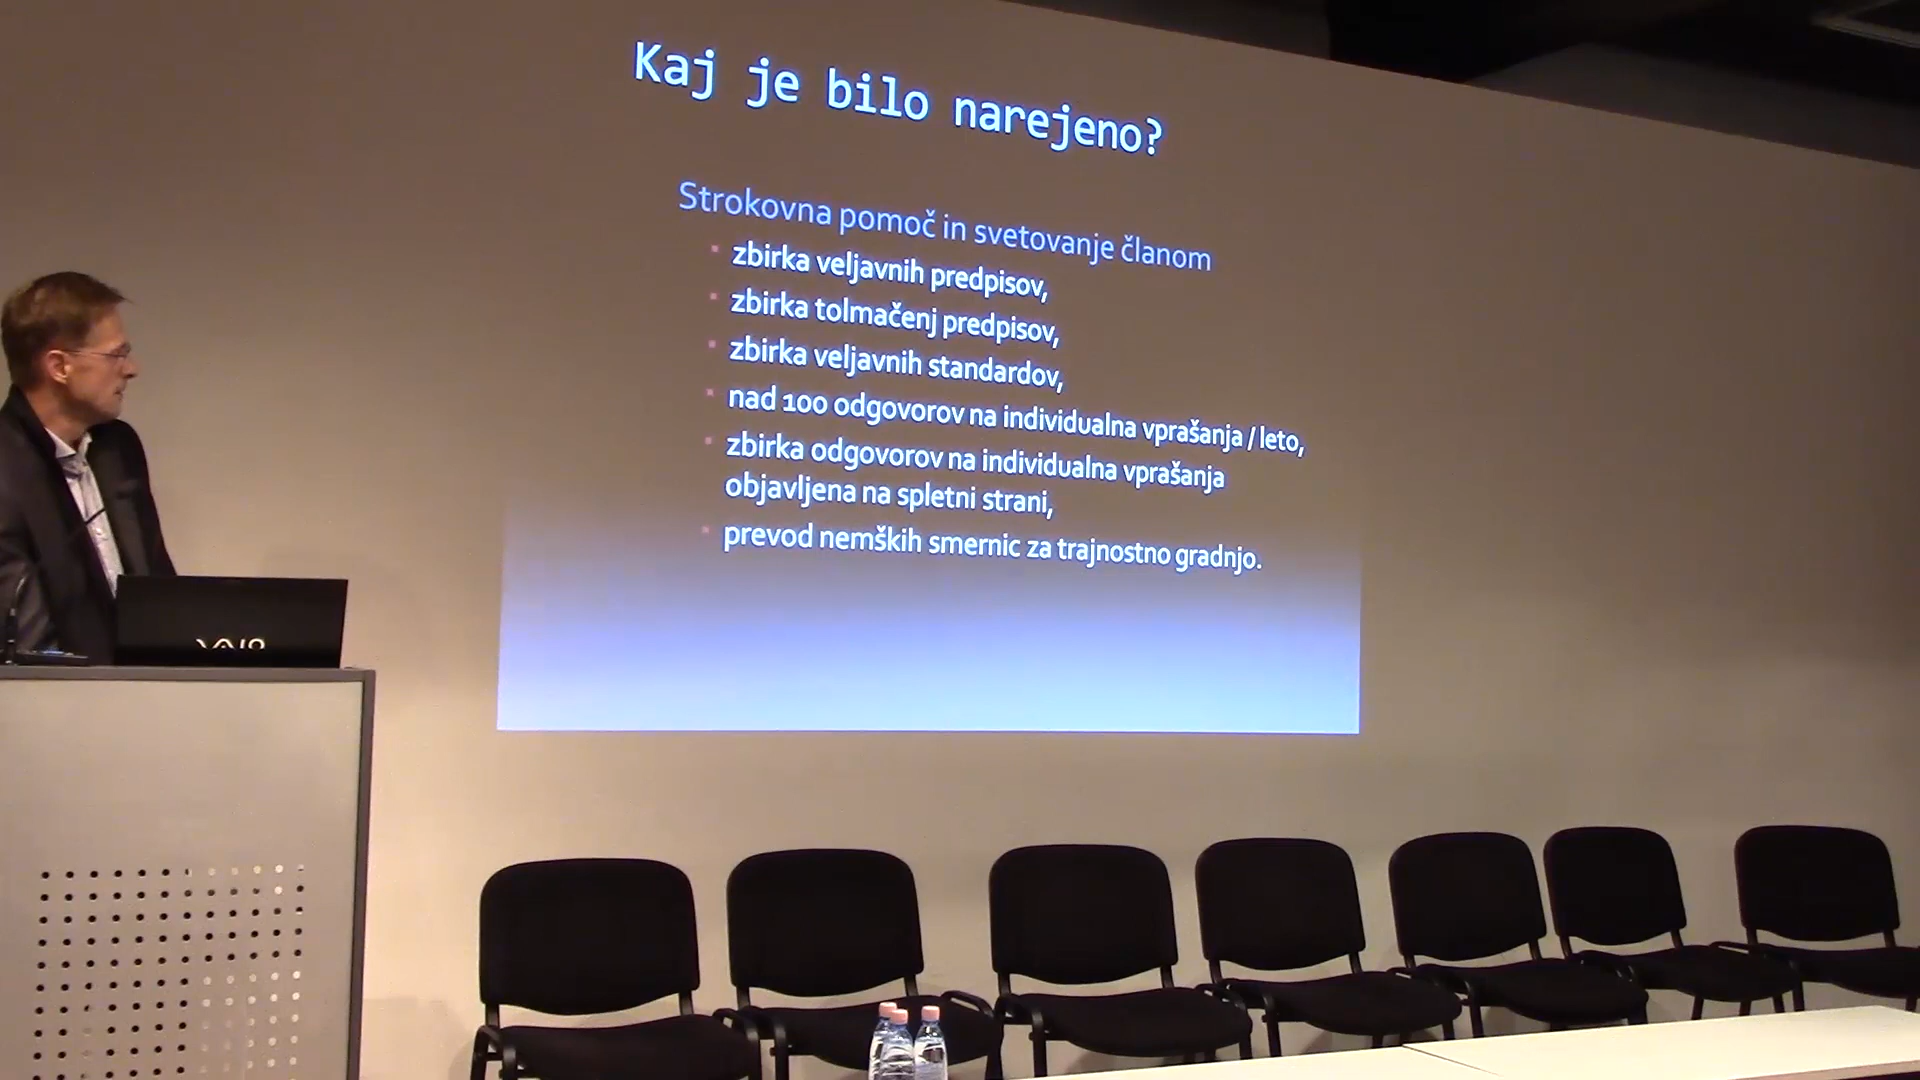 Kaj je bilo narejeno?
Strokovna pomoč in svetovanje članom
zbirka veljavnih predpisov,
zbirka tolmačenj predpisov,
zbirka veljavnih standardov,
nad 100 odgovorov na individualna vprašanja / leto,
zbirka odgovorov na individualna vprašanja
objavljena na spletni strani,
prevod nemških smernic za trajnostno gradnjo.
VAIO